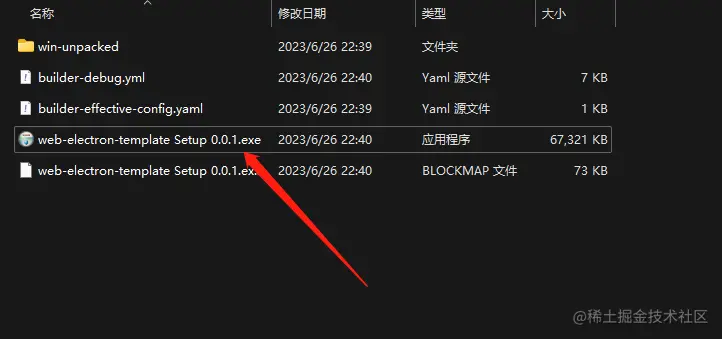 名称 修改日期 类型 大小
win-unpacked 2023/6/26 22:39 文件夹
builder-debug.yml 2023/6/26 22:40 Yaml 源文件 7 KB
builder-effective-config.yaml 2023/6/26 22:39 Yaml 源文件 1 KB
web-electron-template Setup 0.0.1.exe 2023/6/26 22:40 应用程序 67,321 KB
web-electron-template Setup 0.0.1.ex... 2023/6/26 22:40 BLOCKMAP 文件 73 KB
@稀土掘金技术社区